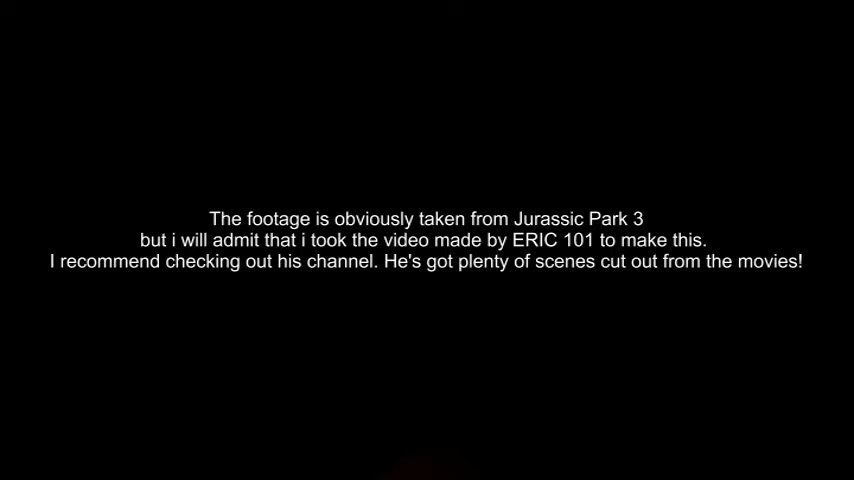 The footage is obviously taken from Jurassic Park 3
but i will admit that i took the video made by ERIC 101 to make this.
I recommend checking out his channel. He's got plenty of scenes cut out from the movies!